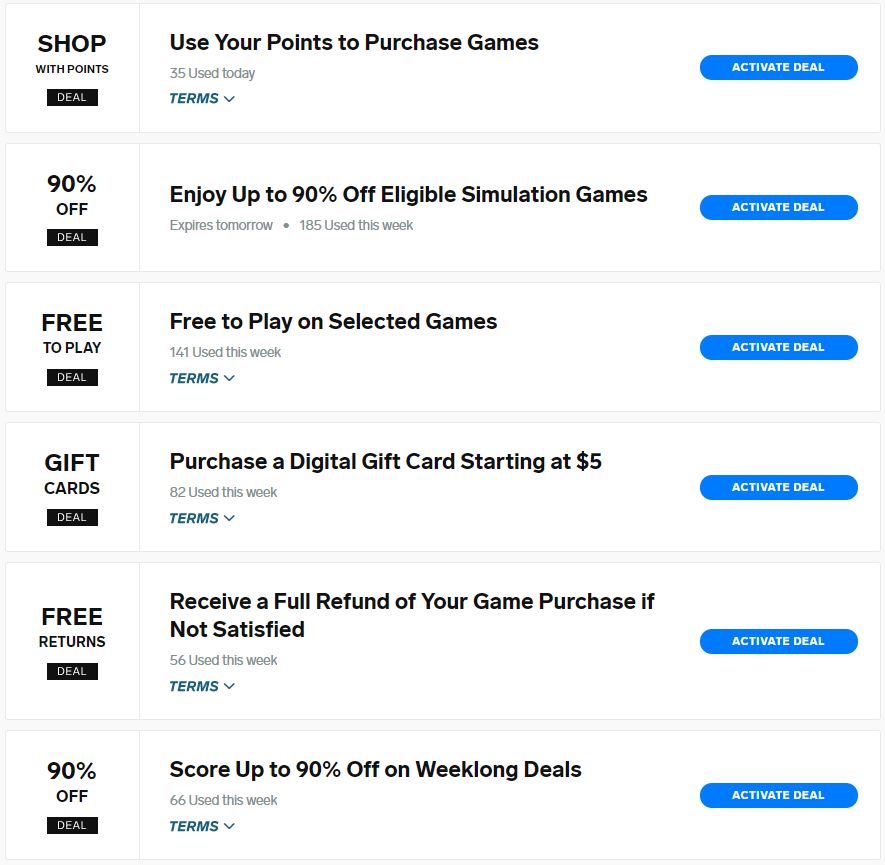 SHOP
WITH POINTS
DEAL
Use Your Points to Purchase Games
35 Used today
TERMS
ACTIVATE DEAL
90%
OFF
DEAL
Enjoy Up to 90% Off Eligible Simulation Games
Expires tomorrow • 185 Used this week
ACTIVATE DEAL
FREE
TO PLAY
DEAL
Free to Play on Selected Games
141 Used this week
TERMS
ACTIVATE DEAL
GIFT
CARDS
DEAL
Purchase a Digital Gift Card Starting at $5
82 Used this week
TERMS
ACTIVATE DEAL
FREE
RETURNS
DEAL
Receive a Full Refund of Your Game Purchase if
Not Satisfied
56 Used this week
TERMS
ACTIVATE DEAL
90%
OFF
DEAL
Score Up to 90% Off on Weeklong Deals
66 Used this week
TERMS
ACTIVATE DEAL